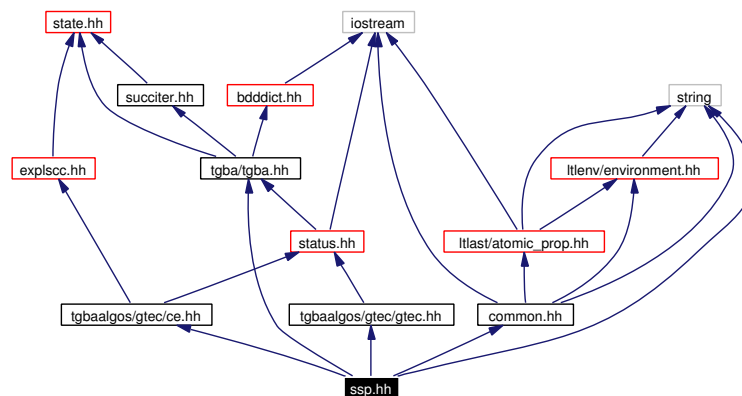 state.hh
iostream
succiter.hh
bdddict.hh
string
explscc.hh
tgba/tgba.hh
ltlenv/environment.hh
status.hh
ltlast/atomic_prop.hh
tgbaalgos/gtec/ce.hh
tgbaalgos/gtec/gtec.hh
common.hh
ssp.hh